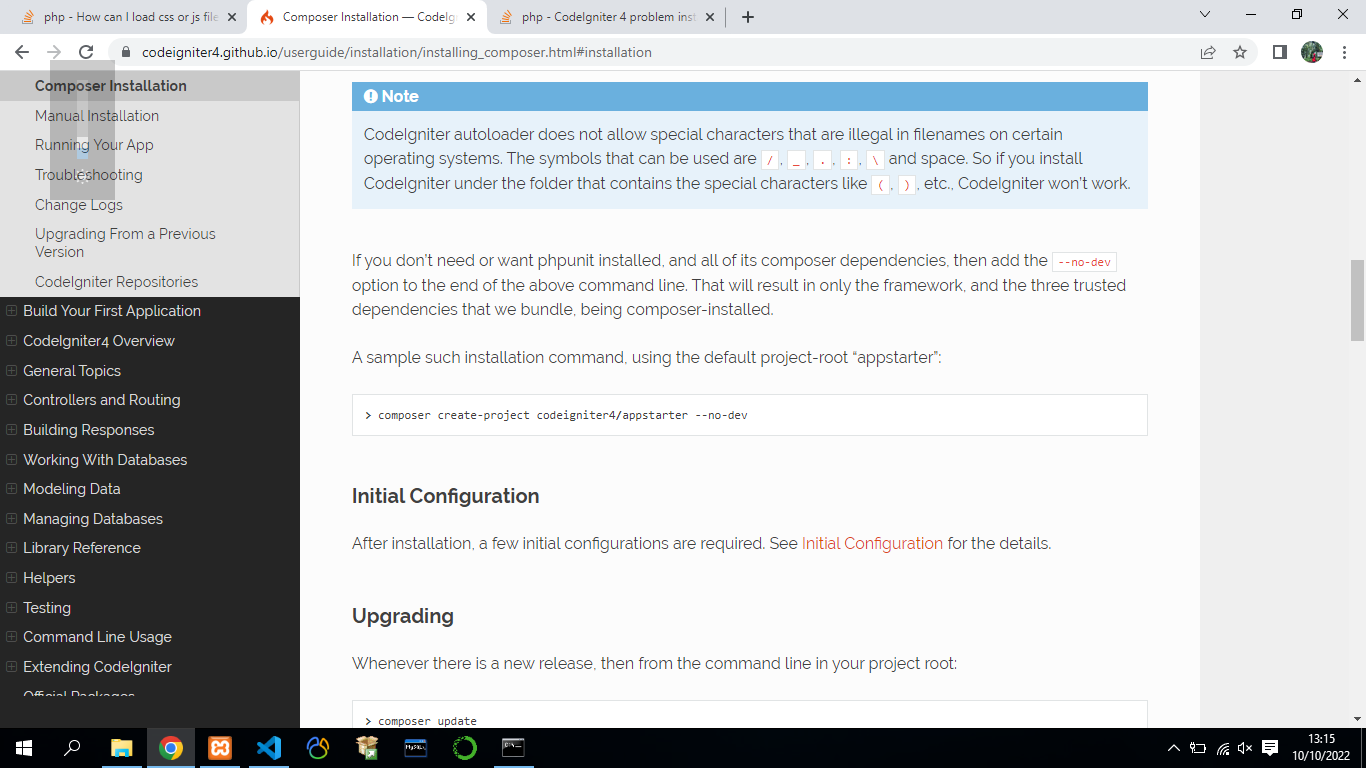 php - How can I load css or js file
Composer Installation — CodeIg
php - CodeIgniter 4 problem inst
codeigniter4.github.io/userguide/installation/installing_composer.html#installation
Composer Installation
Manual Installation
Running Your App
Troubleshooting
Change Logs
Upgrading From a Previous
Version
CodeIgniter Repositories
Build Your First Application
CodeIgniter4 Overview
General Topics
Controllers and Routing
Building Responses
Working With Databases
Modeling Data
Managing Databases
Library Reference
Helpers
Testing
Command Line Usage
Extending CodeIgniter
Official Packages
Note
CodeIgniter autoloader does not allow special characters that are illegal in filenames on certain
operating systems. The symbols that can be used are /, _, ., :, \ and space. So if you install
CodeIgniter under the folder that contains the special characters like (, ), etc., CodeIgniter won’t work.
If you don’t need or want phpunit installed, and all of its composer dependencies, then add the --no-dev
option to the end of the above command line. That will result in only the framework, and the three trusted
dependencies that we bundle, being composer-installed.
A sample such installation command, using the default project-root “appstarter”:
> composer create-project codeigniter4/appstarter --no-dev
Initial Configuration
After installation, a few initial configurations are required. See Initial Configuration for the details.
Upgrading
Whenever there is a new release, then from the command line in your project root:
> composer update
MySQL
13:15
10/10/2022